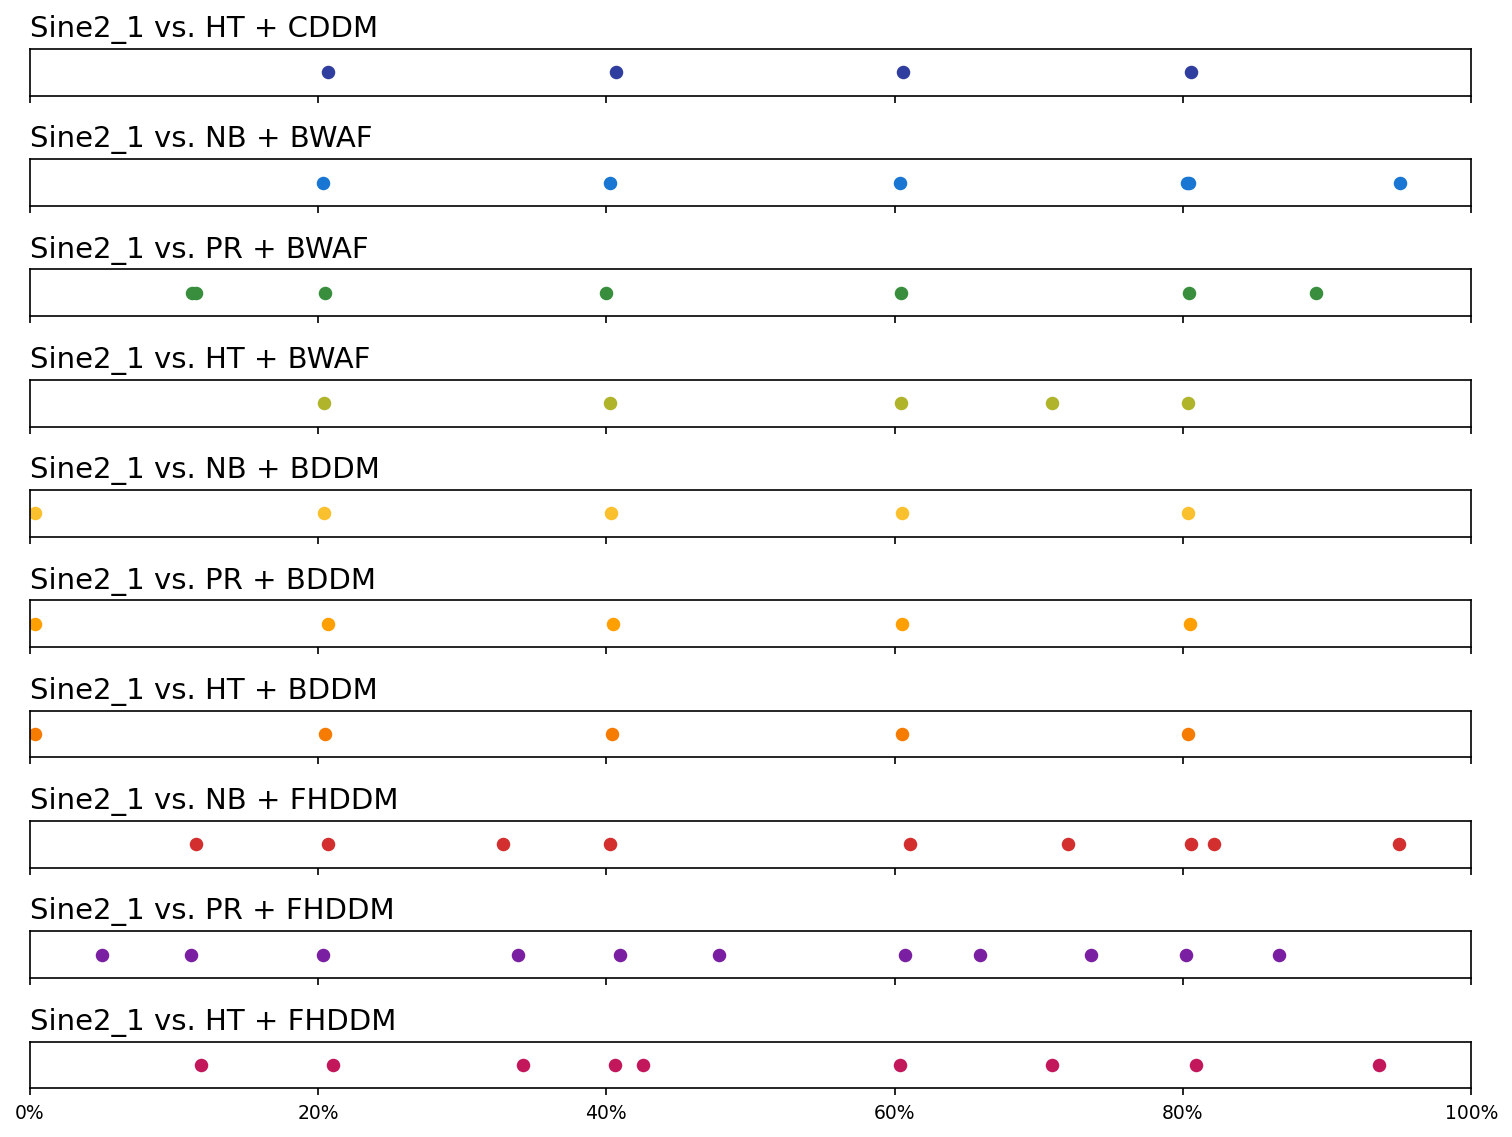 Sine2_1 vs. HT + CDDM
Sine2_1 vs. NB + BWAF
Sine2_1 vs. PR + BWAF
Sine2_1 vs. HT + BWAF
Sine2_1 vs. NB + BDDM
Sine2_1 vs. PR + BDDM
Sine2_1 vs. HT + BDDM
Sine2_1 vs. NB + FHDDM
Sine2_1 vs. PR + FHDDM
Sine2_1 vs. HT + FHDDM
0% 20% 40% 60% 80% 100%